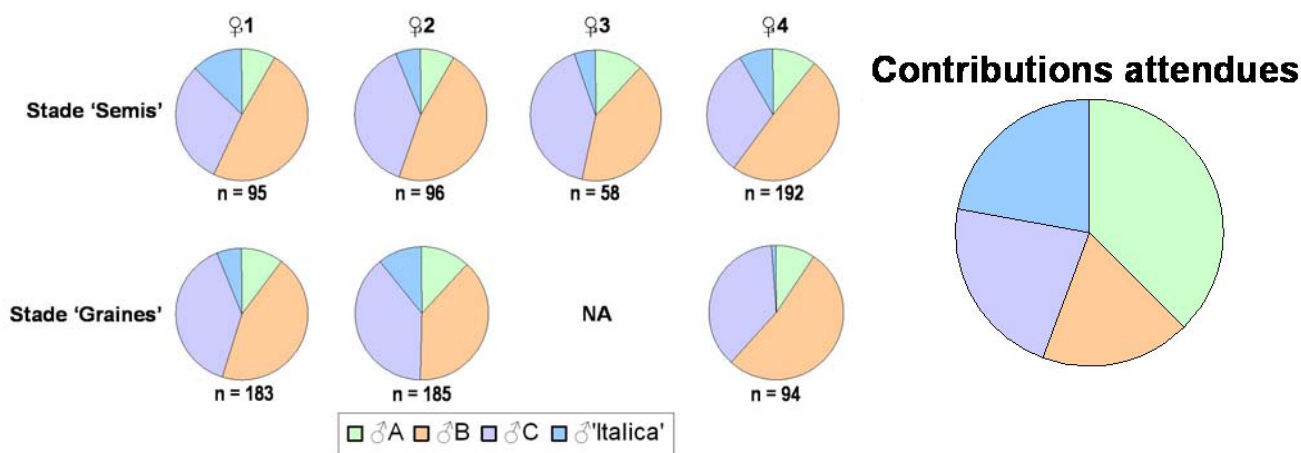 ♀1 ♀2 ♀3 ♀4
Contributions attendues
Stade ‘Semis’
n = 95 n = 96 n = 58 n = 192
Stade ‘Graines’
NA
n = 183 n = 185 n = 94
♂A ♂B ♂C ♂'Italica'